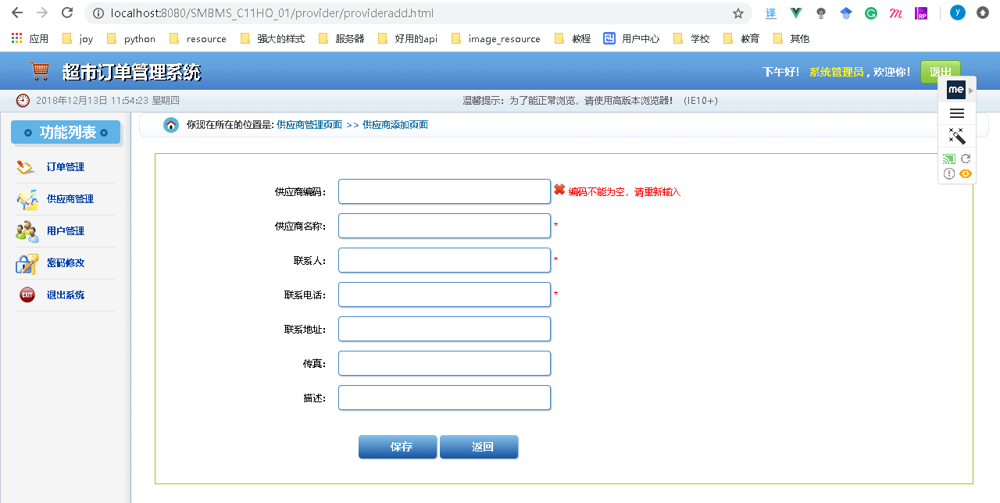 localhost:8080/SMBMS_C11HO_01/provider/provideradd.html
译 G m RP y
应用 joy python resource 强大的样式 服务器 好用的api image_resource 教程 用户中心 学校 教育 其他
超市订单管理系统 下午好! 系统管理员 , 欢迎你! 退出
me
2018年12月13日 11:54:23 星期四 温馨提示: 为了能正常浏览, 请使用高版本浏览器! (IE10+)
功能列表
你现在所在的位置是: 供应商管理页面 >> 供应商添加页面
订单管理
供应商管理
用户管理
密码修改
EXIT 退出系统
供应商编码: 编码不能为空, 请重新输入
供应商名称: *
联系人: *
联系电话: *
联系地址:
传真:
描述:
保存 返回